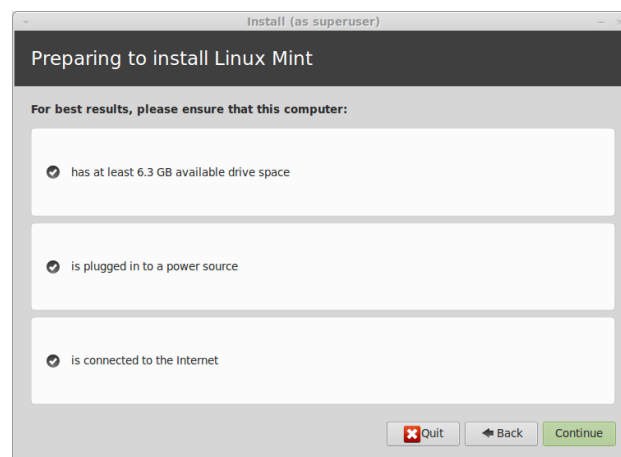 Install (as superuser)
Preparing to install Linux Mint
For best results, please ensure that this computer:
has at least 6.3 GB available drive space
is plugged in to a power source
is connected to the Internet
Quit Back Continue